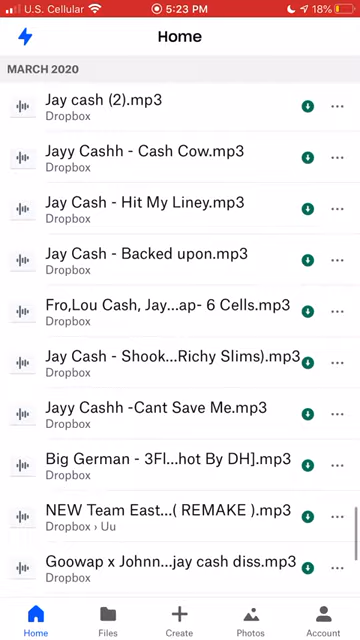 U.S. Cellular 5:23 PM 18%
Home
MARCH 2020
Jay cash (2).mp3
Dropbox
Jayy Cashh - Cash Cow.mp3
Dropbox
Jay Cash - Hit My Liney.mp3
Dropbox
Jay Cash - Backed upon.mp3
Dropbox
Fro,Lou Cash, Jay...ap- 6 Cells.mp3
Dropbox
Jay Cash - Shook...Richy Slims).mp3
Dropbox
Jayy Cashh -Cant Save Me.mp3
Dropbox
Big German - 3Fl...hot By DH].mp3
Dropbox
NEW Team East...( REMAKE ).mp3
Dropbox › Uu
Goowap x Johnn...jay cash diss.mp3
Dropbox
Home Files Create Photos Account